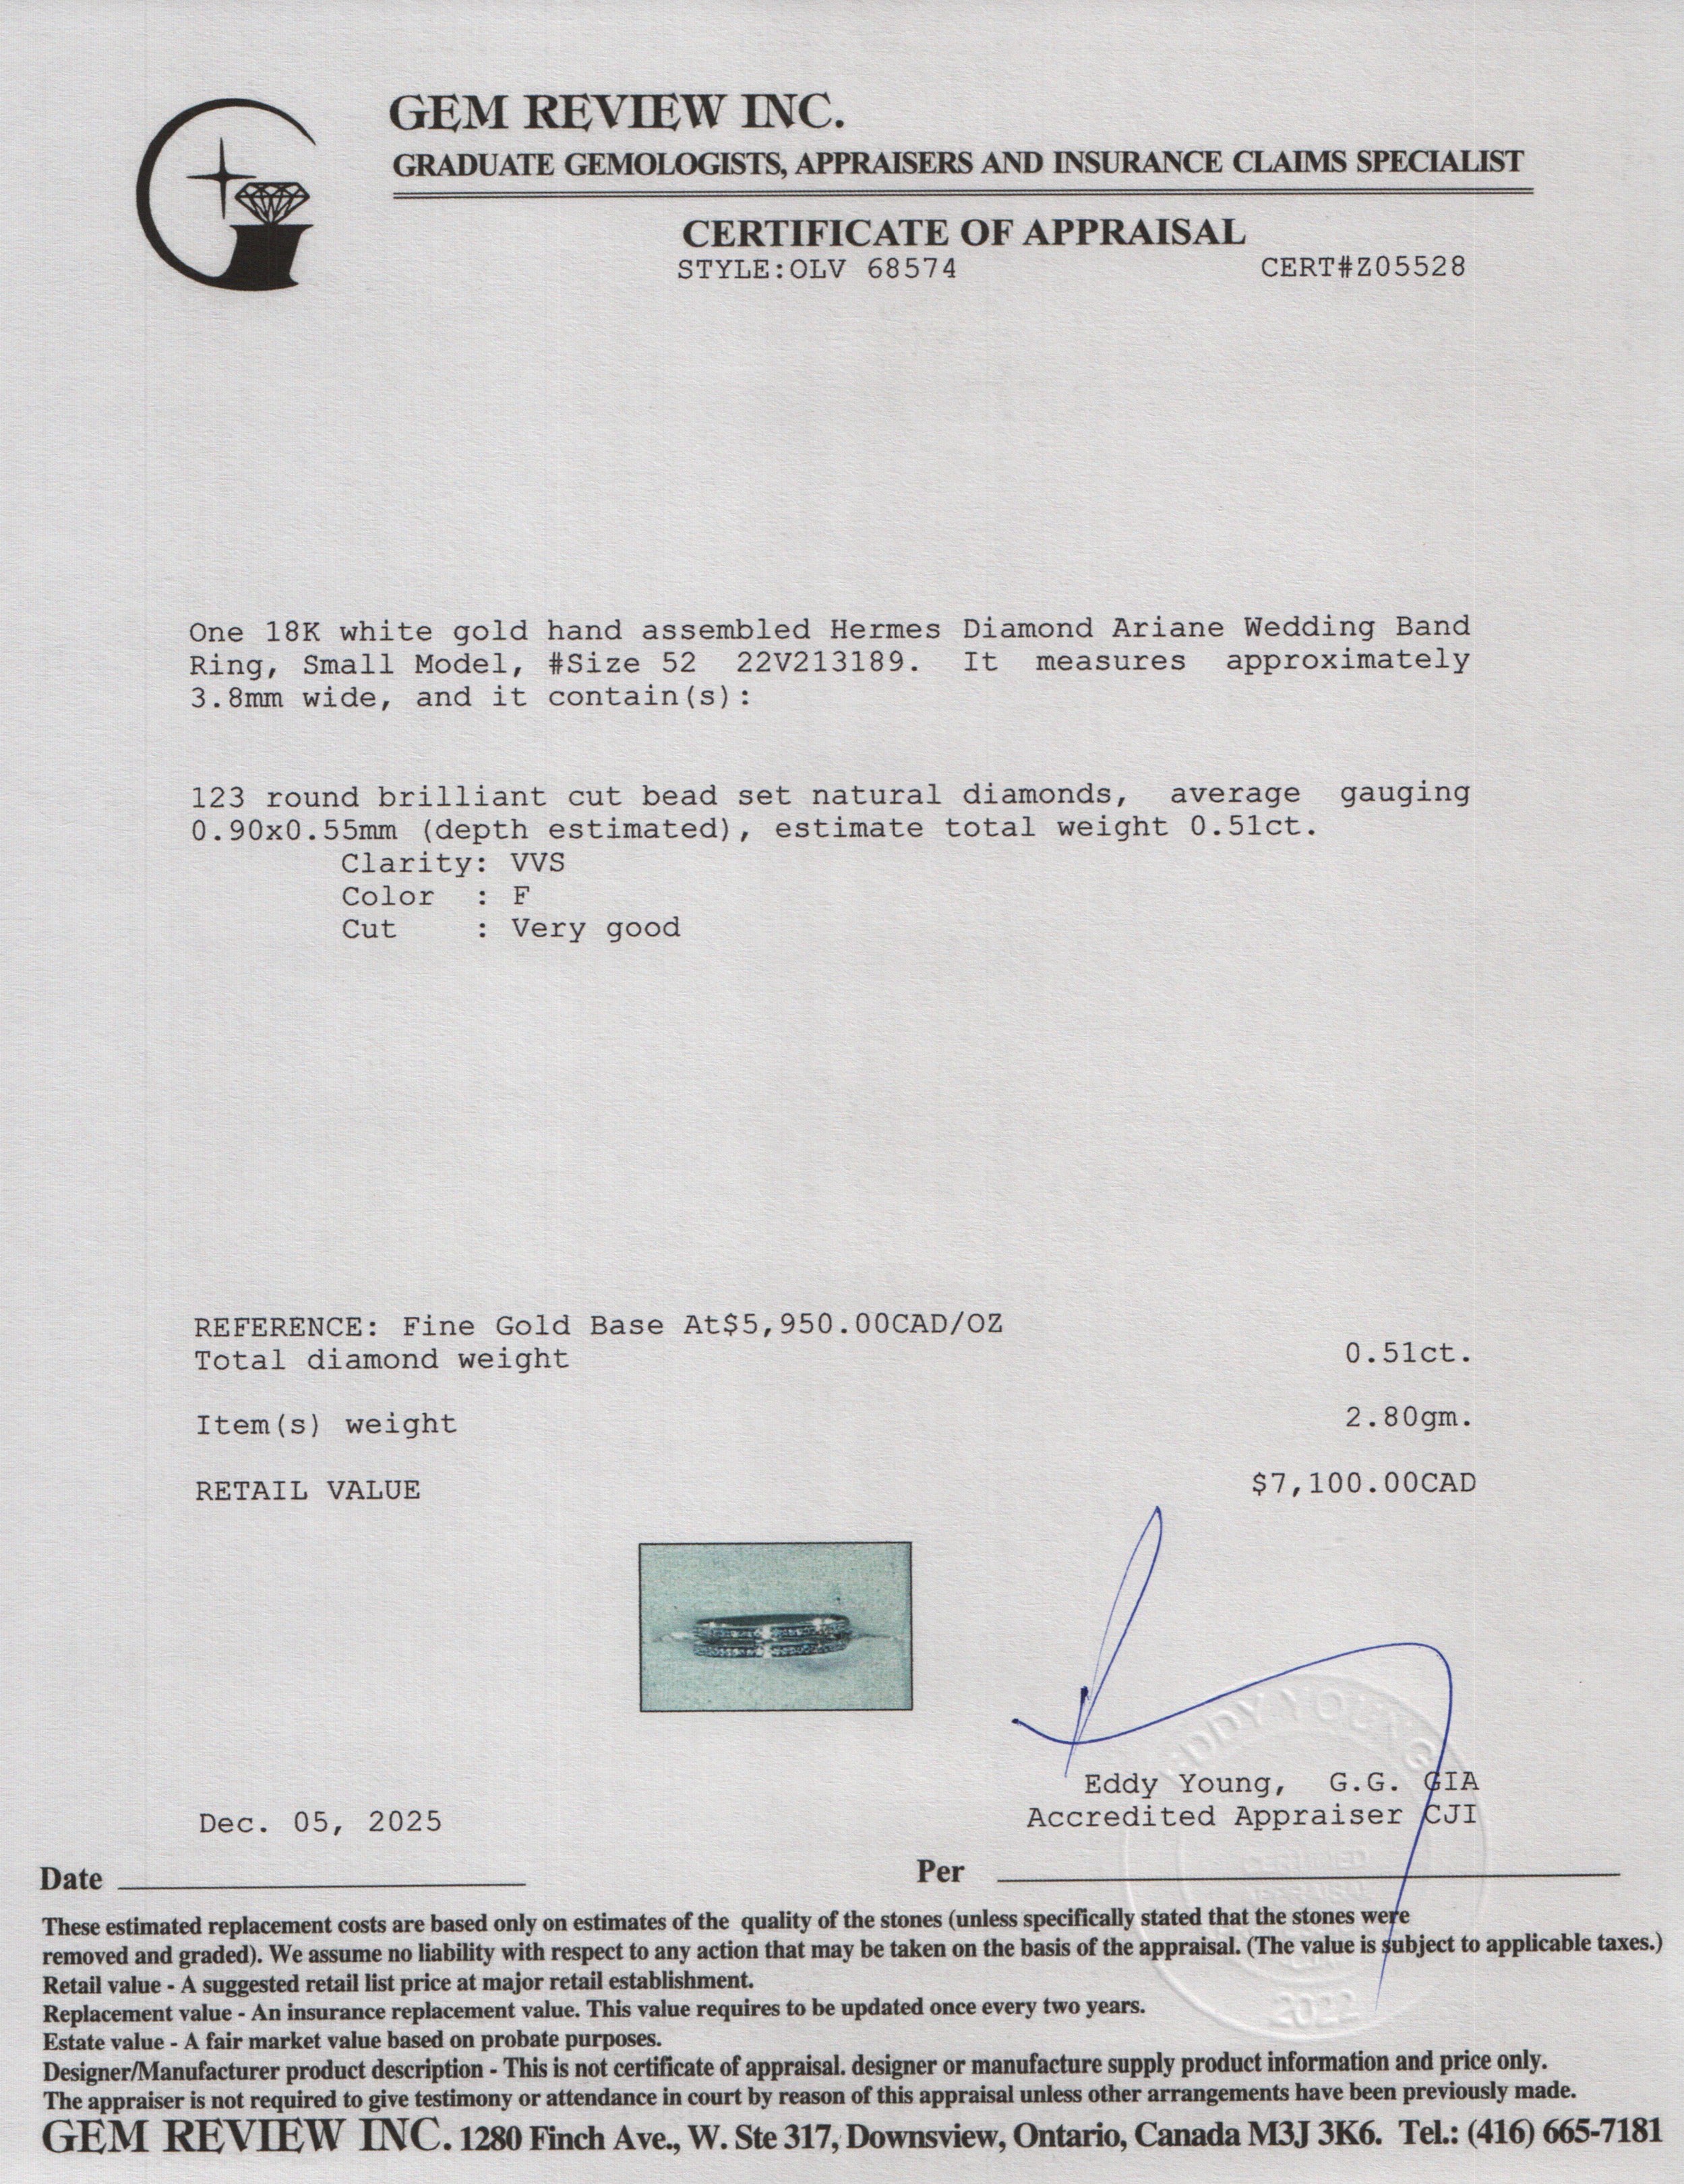 GEM REVIEW INC.
GRADUATE GEMOLOGISTS, APPRAISERS AND INSURANCE CLAIMS SPECIALIST
CERTIFICATE OF APPRAISAL
STYLE:OLV 68574 CERT#Z05528
One 18K white gold hand assembled Hermes Diamond Ariane Wedding Band
Ring, Small Model, #Size 52 22V213189. It measures approximately
3.8mm wide, and it contain(s):
123 round brilliant cut bead set natural diamonds, average gauging
0.90x0.55mm (depth estimated), estimate total weight 0.51ct.
Clarity: VVS
Color : F
Cut : Very good
REFERENCE: Fine Gold Base At$5,950.00CAD/OZ
Total diamond weight 0.51ct.
Item(s) weight 2.80gm.
RETAIL VALUE $7,100.00CAD
EDDY YOUNG
Eddy Young, G.G. GIA
Dec. 05, 2025 Accredited Appraiser CJI
Date Per
CERTIFIED
These estimated replacement costs are based only on estimates of the quality of the stones (unless specifically stated that the stones were
removed and graded). We assume no liability with respect to any action that may be taken on the basis of the appraisal. (The value is subject to applicable taxes.)
Retail value - A suggested retail list price at major retail establishment.
Replacement value - An insurance replacement value. This value requires to be updated once every two years.
2022
Estate value - A fair market value based on probate purposes.
Designer/Manufacturer product description - This is not certificate of appraisal. designer or manufacture supply product information and price only.
The appraiser is not required to give testimony or attendance in court by reason of this appraisal unless other arrangements have been previously made.
GEM REVIEW INC. 1280 Finch Ave., W. Ste 317, Downsview, Ontario, Canada M3J 3K6. Tel.: (416) 665-7181